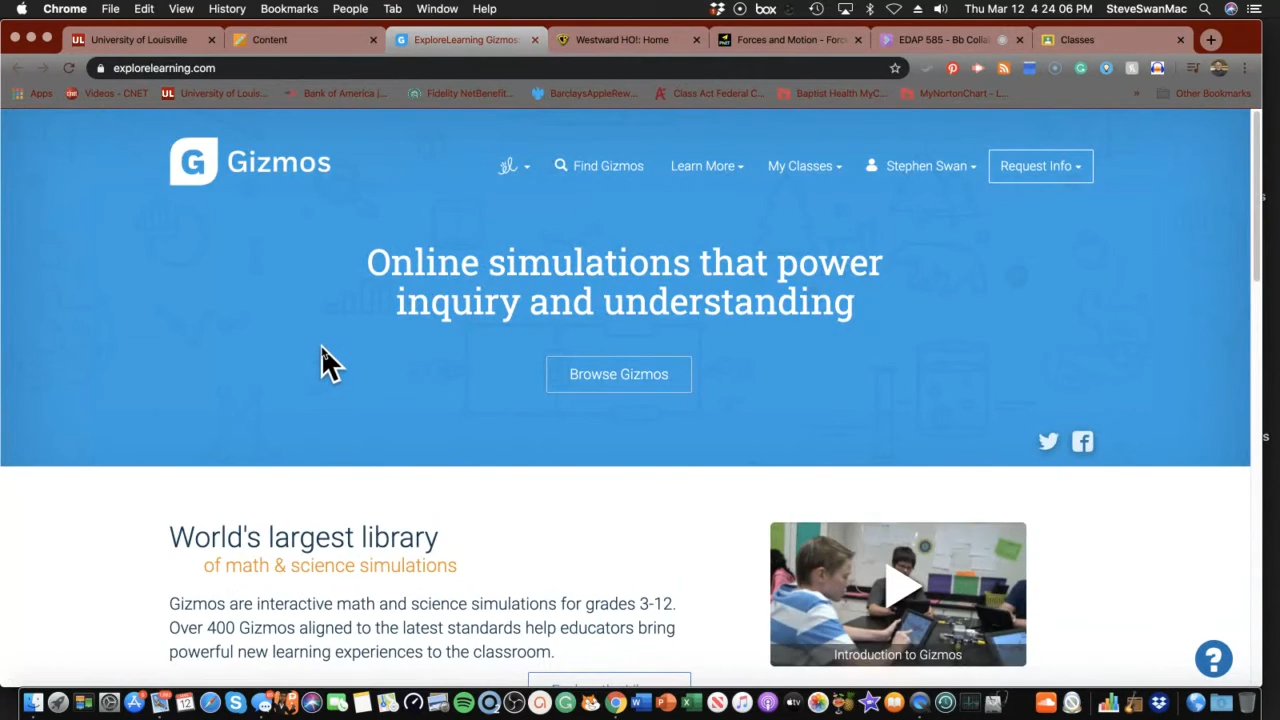 Chrome File Edit View History Bookmarks People Tab Window Help box Thu Mar 12 4:24:06 PM SteveSwanMac
University of Louisville Content ExploreLearning Gizmos: Westward HO!: Home Forces and Motion - Forc EDAP 585 - Bb Colla Classes
explorelearning.com
Apps Videos - CNET University of Louis... Bank of America |... Fidelity NetBenefit... BarclaysAppleRew... Class Act Federal C... Baptist Health MyC... MyNortonChart - L... » Other Bookmarks
G Gizmos el Find Gizmos Learn More My Classes Stephen Swan Request Info
Online simulations that power
inquiry and understanding
Browse Gizmos
World's largest library
of math & science simulations
Gizmos are interactive math and science simulations for grades 3-12.
Over 400 Gizmos aligned to the latest standards help educators bring
powerful new learning experiences to the classroom.
Introduction to Gizmos
?